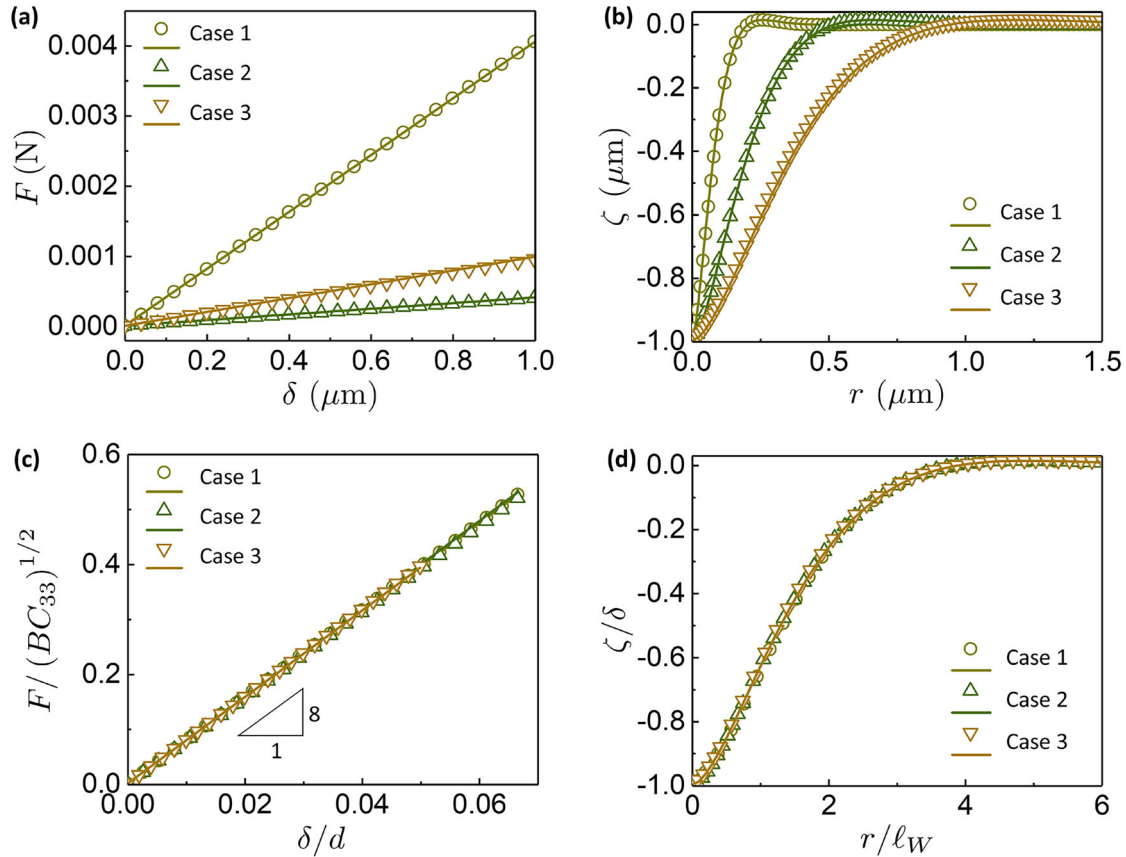 (a)
Case 1
Case 2
Case 3
F (N)
0.004
0.003
0.002
0.001
0.000
0.0 0.2 0.4 0.6 0.8 1.0
δ (μm)
(b)
0.0
-0.2
-0.4
-0.6
-0.8
-1.0
ζ (μm)
Case 1
Case 2
Case 3
0.0 0.5 1.0 1.5
r (μm)
(c)
Case 1
Case 2
Case 3
F/(BC₃₃)^{1/2}
0.6
0.4
0.2
0.0
8
1
0.00 0.02 0.04 0.06
δ/d
(d)
0.0
-0.2
-0.4
-0.6
-0.8
-1.0
ζ/δ
Case 1
Case 2
Case 3
0 2 4 6
r/ℓ_W